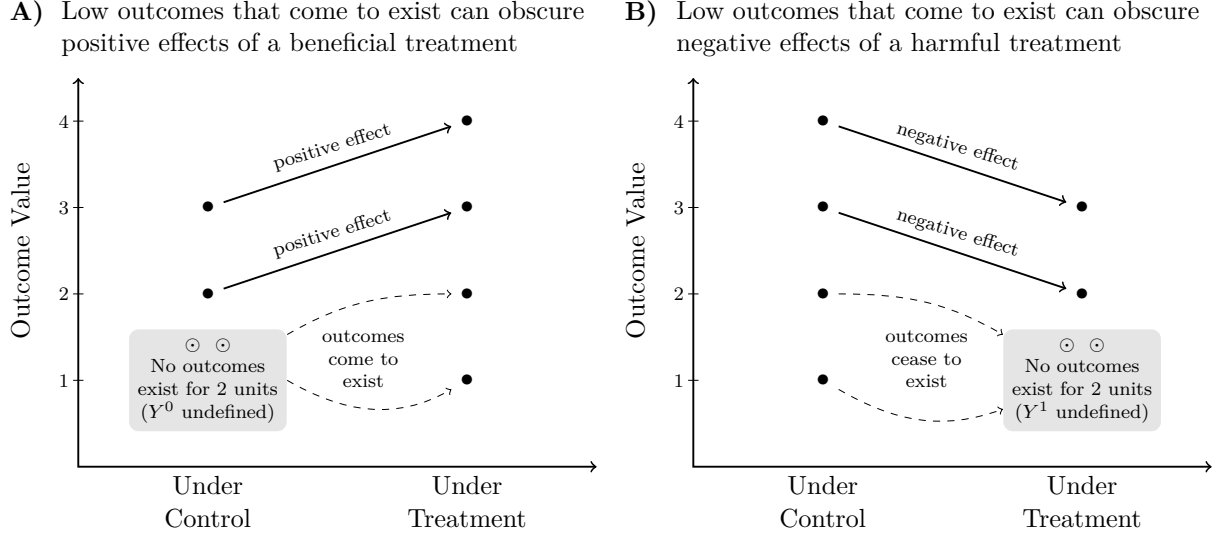 A) Low outcomes that come to exist can obscure
positive effects of a beneficial treatment
Outcome Value
4
3
2
1
positive effect
positive effect
outcomes
come to
exist
No outcomes
exist for 2 units
(Y⁰ undefined)
Under
Control
Under
Treatment
B) Low outcomes that come to exist can obscure
negative effects of a harmful treatment
Outcome Value
4
3
2
1
negative effect
negative effect
outcomes
cease to
exist
No outcomes
exist for 2 units
(Y¹ undefined)
Under
Control
Under
Treatment